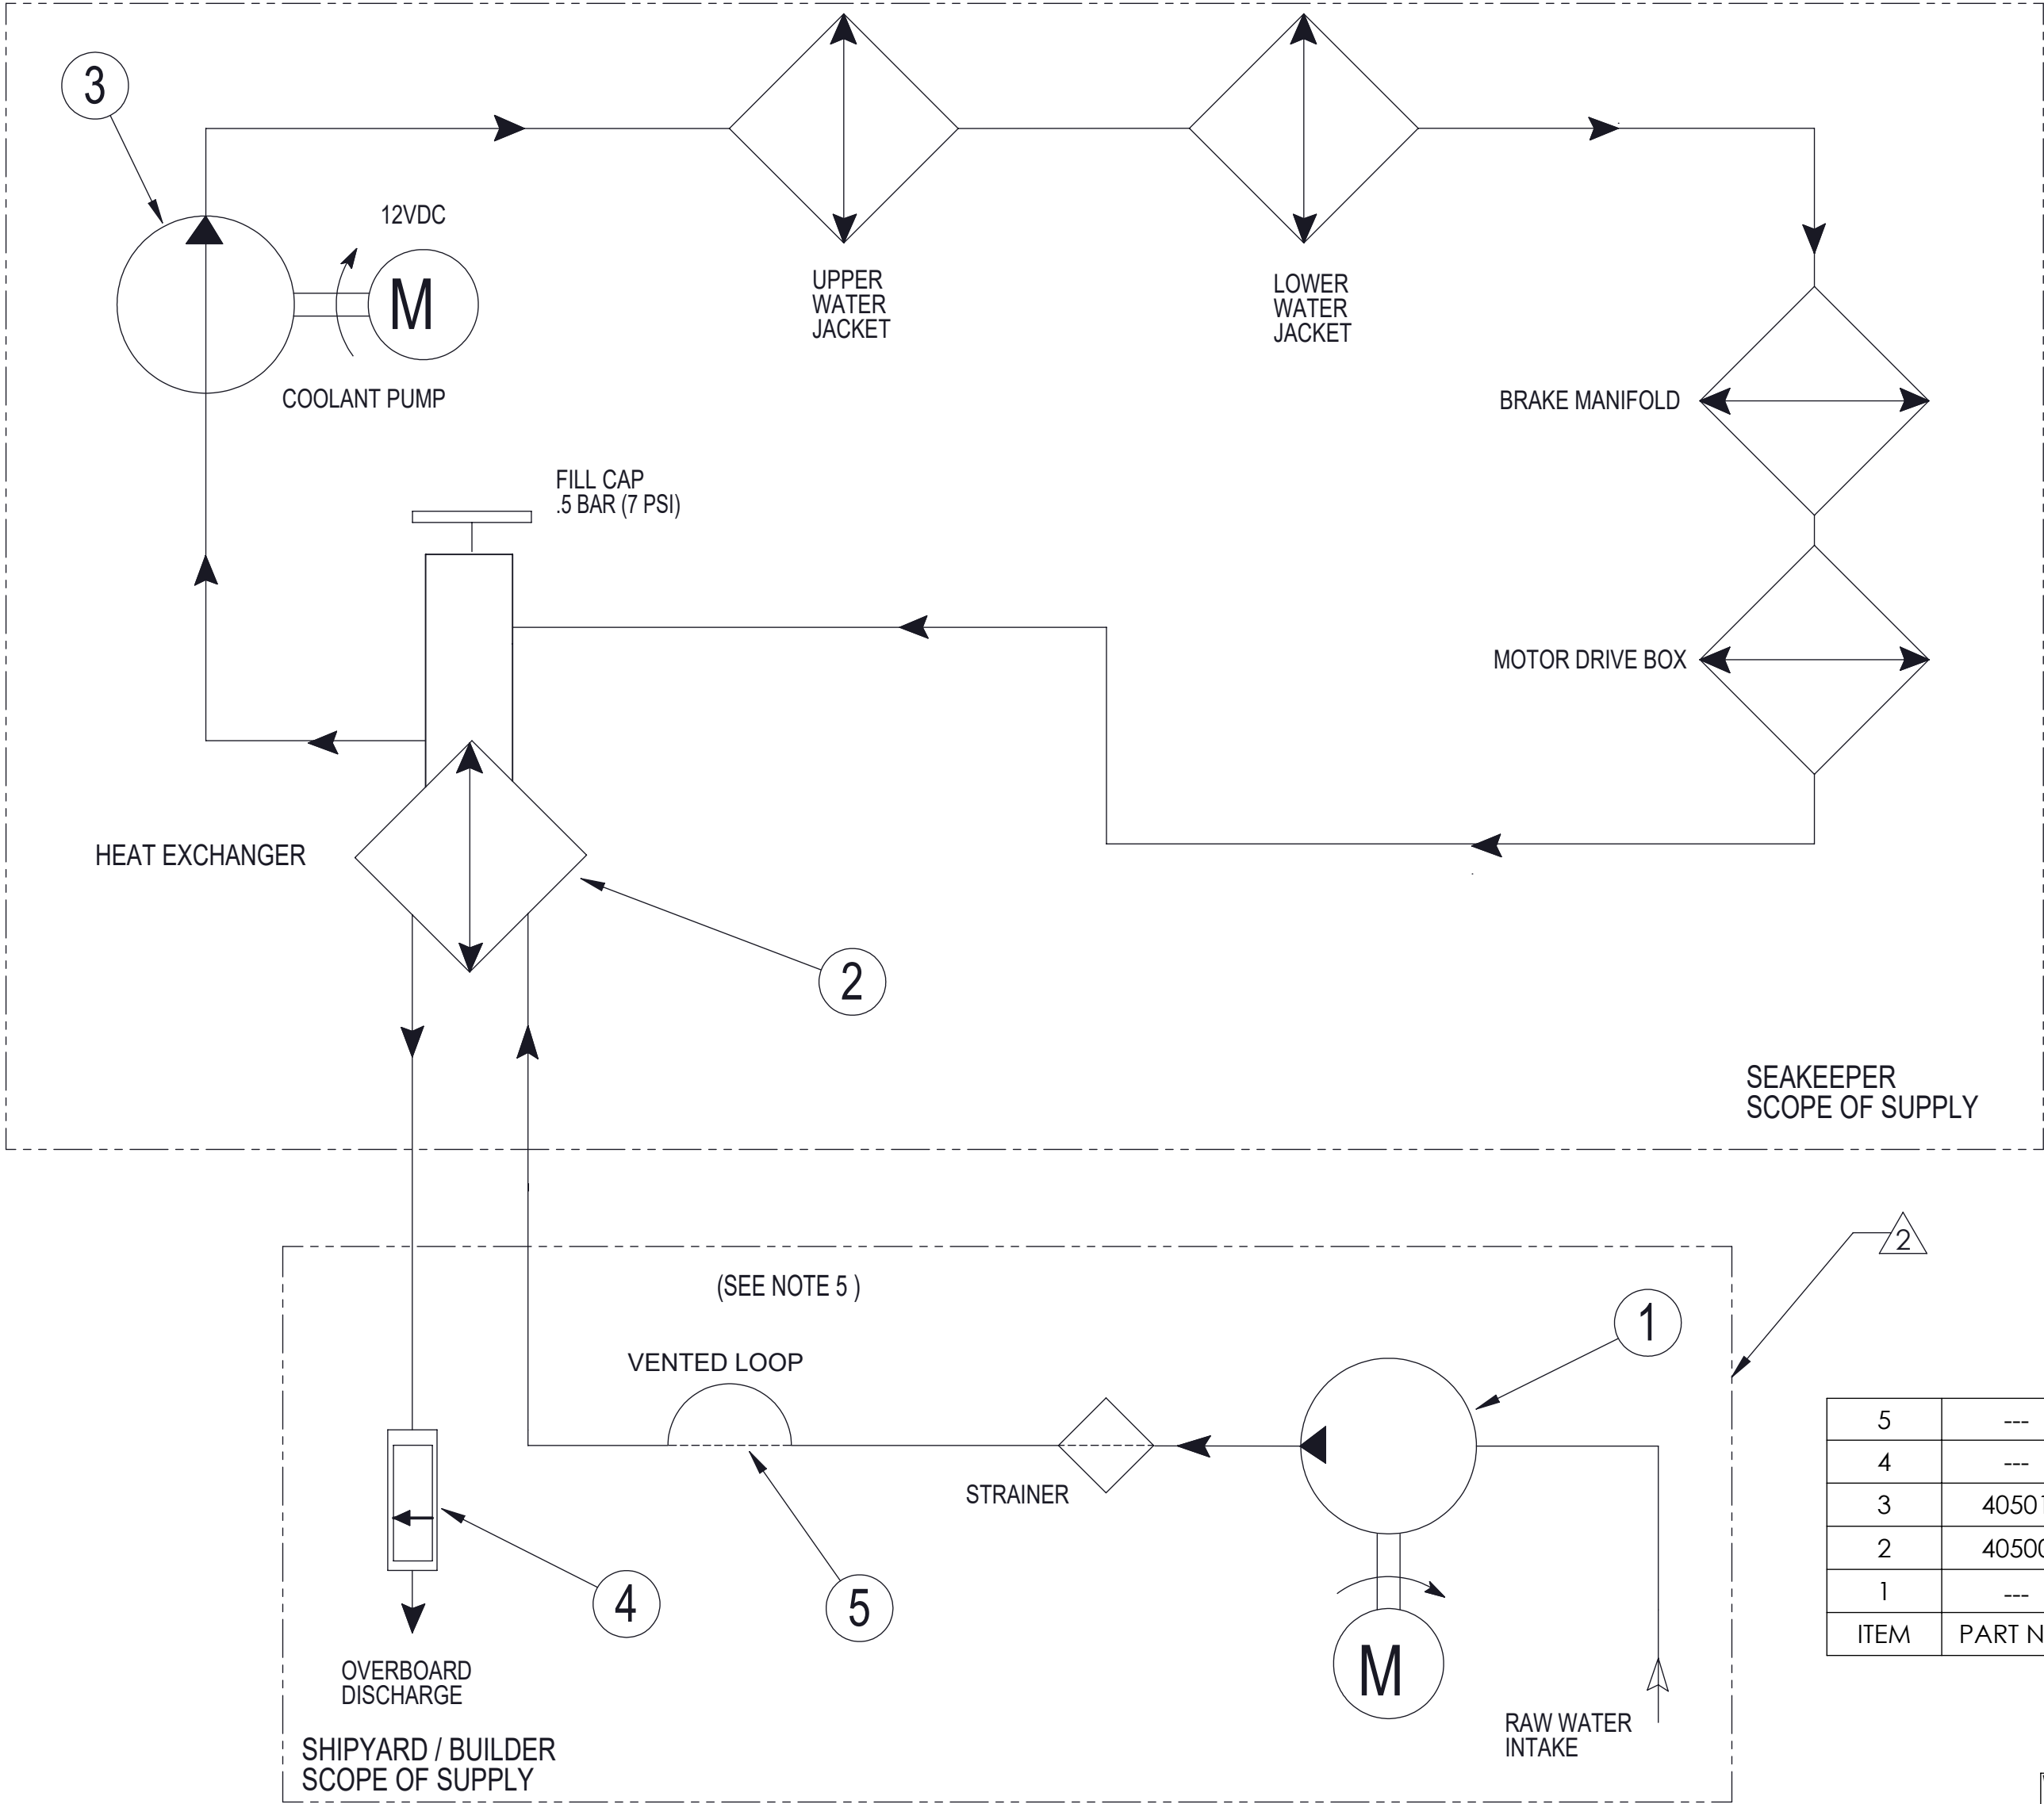 3
12VDC
M
COOLANT PUMP
UPPER
WATER
JACKET
LOWER
WATER
JACKET
BRAKE MANIFOLD
FILL CAP
.5 BAR (7 PSI)
MOTOR DRIVE BOX
HEAT EXCHANGER
2
SEAKEEPER
SCOPE OF SUPPLY
2
(SEE NOTE 5 )
1
VENTED LOOP
STRAINER
4
5
M
OVERBOARD
DISCHARGE
RAW WATER
INTAKE
SHIPYARD / BUILDER
SCOPE OF SUPPLY
5 ---
4 ---
3
2
1 ---
ITEM PART